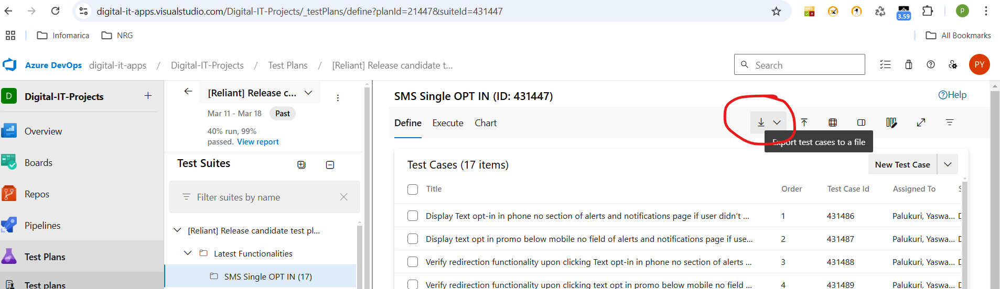 digital-it-apps.visualstudio.com/Digital-IT-Projects/_testPlans/define?planId=21447&suiteId=431447
3.59
P
Infomarica
NRG
All Bookmarks
Azure DevOps digital-it-apps / Digital-IT-Projects / Test Plans / [Reliant] Release candidate t...
Search
PY
D Digital-IT-Projects
Overview
Boards
Repos
Pipelines
Test Plans
Test plans
[Reliant] Release c...
Mar 11 - Mar 18 Past
40% run, 99%
passed. View report
Test Suites
Filter suites by name
[Reliant] Release candidate test pl...
Latest Functionalities
SMS Single OPT IN (17)
SMS Single OPT IN (ID: 431447)
Help
Define Execute Chart
Export test cases to a file
Test Cases (17 items)
New Test Case
Title Order Test Case Id Assigned To
Display Text opt-in in phone no section of alerts and notifications page if user didn't ... 1 431486 Palukuri, Yaswa...
Display text opt in promo below mobile no field of alerts and notifications page if use... 2 431487 Palukuri, Yaswa...
Verify redirection functionality upon clicking Text opt-in in phone no section of alerts ... 3 431488 Palukuri, Yaswa...
Verify redirection functionality upon clicking text opt in promo below mobile no field ... 4 431489 Palukuri, Yaswa...